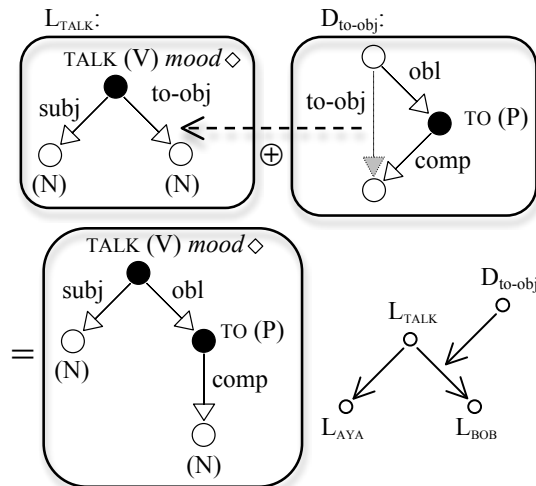 L_TALK: D_to-obj:
TALK (V) mood ◇
subj to-obj
(N) (N)
⊕
obl
to-obj
TO (P)
comp
=
TALK (V) mood ◇
subj obl
(N)
TO (P)
comp
(N)
D_to-obj
L_TALK
L_AYA L_BOB